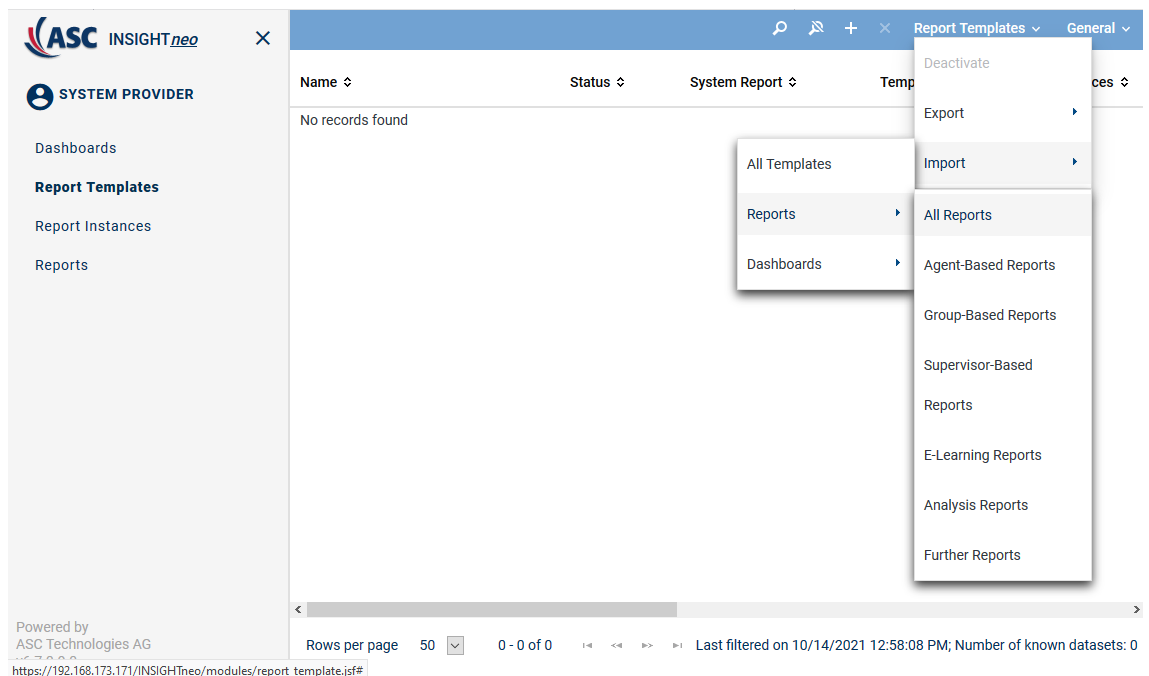 ASC INSIGHTneo
SYSTEM PROVIDER
Dashboards
Report Templates
Report Instances
Reports
Powered by
ASC Technologies AG
https://192.168.173.171/INSIGHTneo/modules/report_template.jsf#
Report Templates
General
Name
Status
System Report
Temp
ces
No records found
Deactivate
Export
Import
All Templates
Reports
Dashboards
All Reports
Agent-Based Reports
Group-Based Reports
Supervisor-Based
Reports
E-Learning Reports
Analysis Reports
Further Reports
Rows per page 50 0 - 0 of 0 Last filtered on 10/14/2021 12:58:08 PM; Number of known datasets: 0